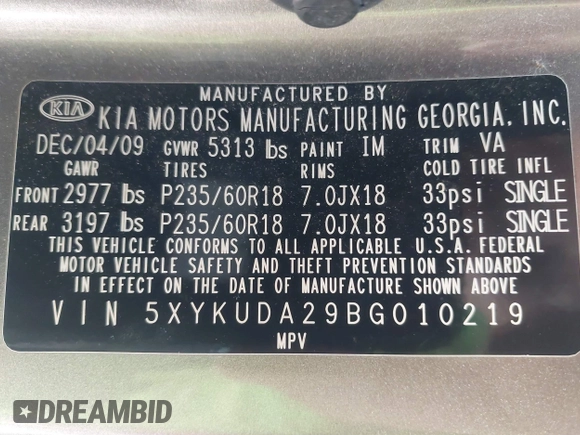 MANUFACTURED BY
KIA KIA MOTORS MANUFACTURING GEORGIA, INC.
DEC/04/09 GVWR 5313 lbs PAINT IM TRIM VA
GAWR TIRES RIMS COLD TIRE INFL
FRONT 2977 lbs P235/60R18 7.0JX18 33psi SINGLE
REAR 3197 lbs P235/60R18 7.0JX18 33psi SINGLE
THIS VEHICLE CONFORMS TO ALL APPLICABLE U.S.A. FEDERAL
MOTOR VEHICLE SAFETY AND THEFT PREVENTION STANDARDS
IN EFFECT ON THE DATE OF MANUFACTURE SHOWN ABOVE
VIN 5XYKUDA29BG010219
MPV
DREAMBID